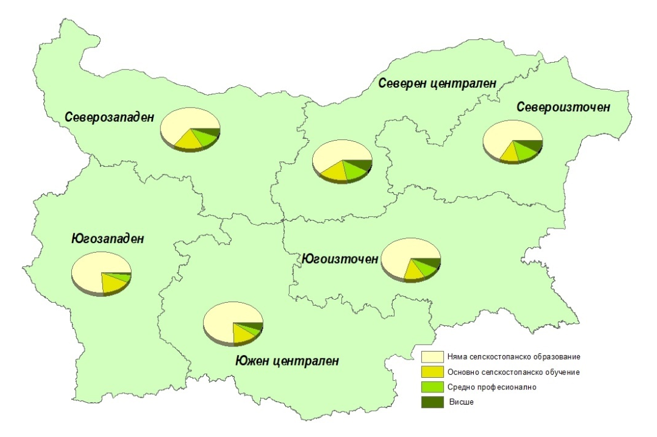 Северен централен
Североизточен
Северозападен
Югозападен
Югоизточен
Южен централен
Няма селскостопанско образование
Основно селскостопанско обучение
Средно професионално
Висше